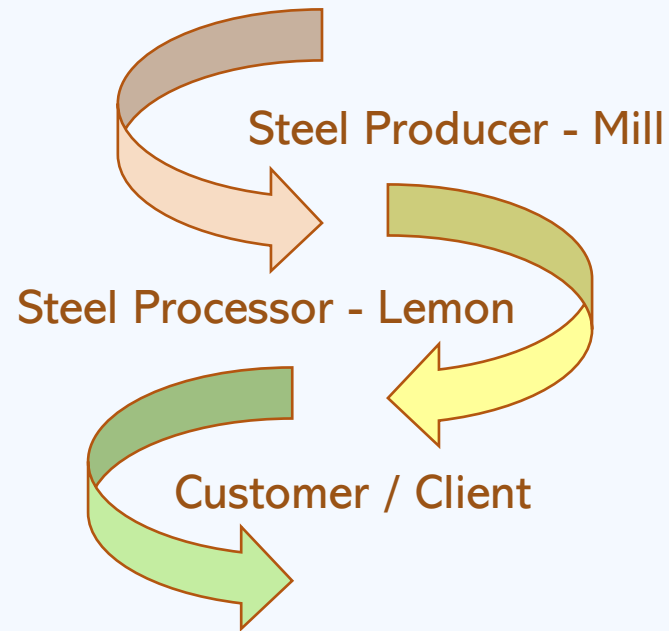 Steel Producer - Mill
Steel Processor - Lemon
Customer / Client